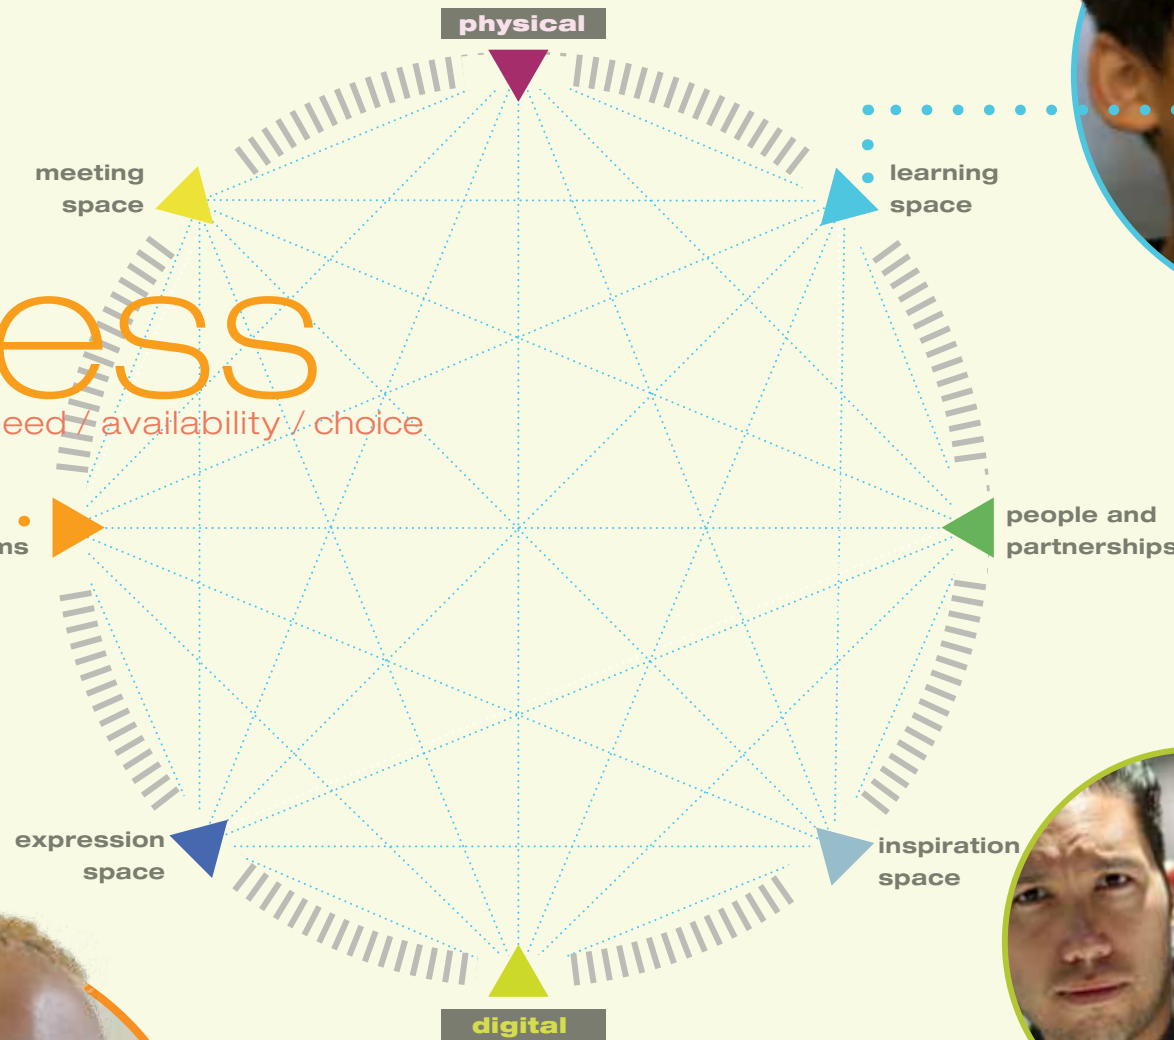 physical
meeting
space
learning
space
ess
eed / availability / choice
people and
partnerships
ms
expression
space
inspiration
space
digital